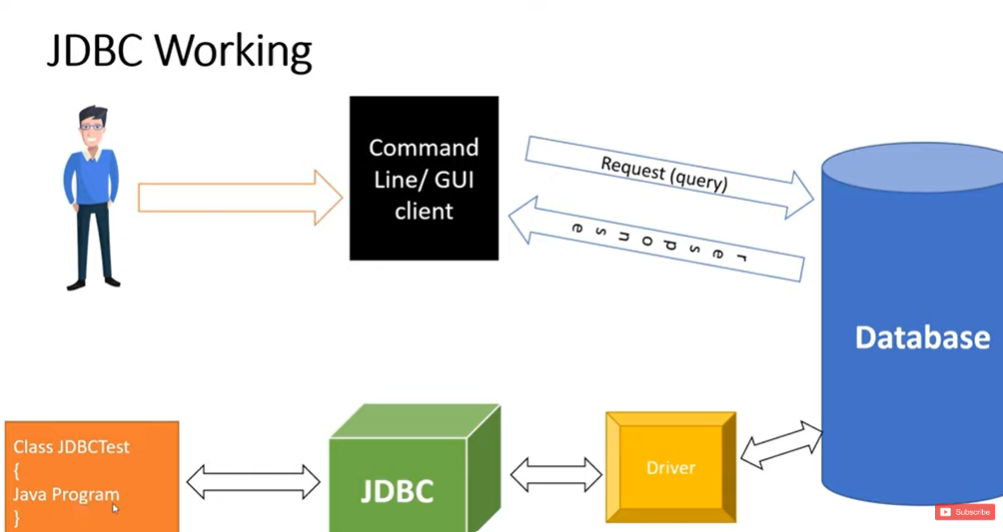 JDBC Working
Command
Line/ GUI
client
Request (query)
response
Database
Class JDBCTest
{
Java Program
}
JDBC
Driver
Subscribe